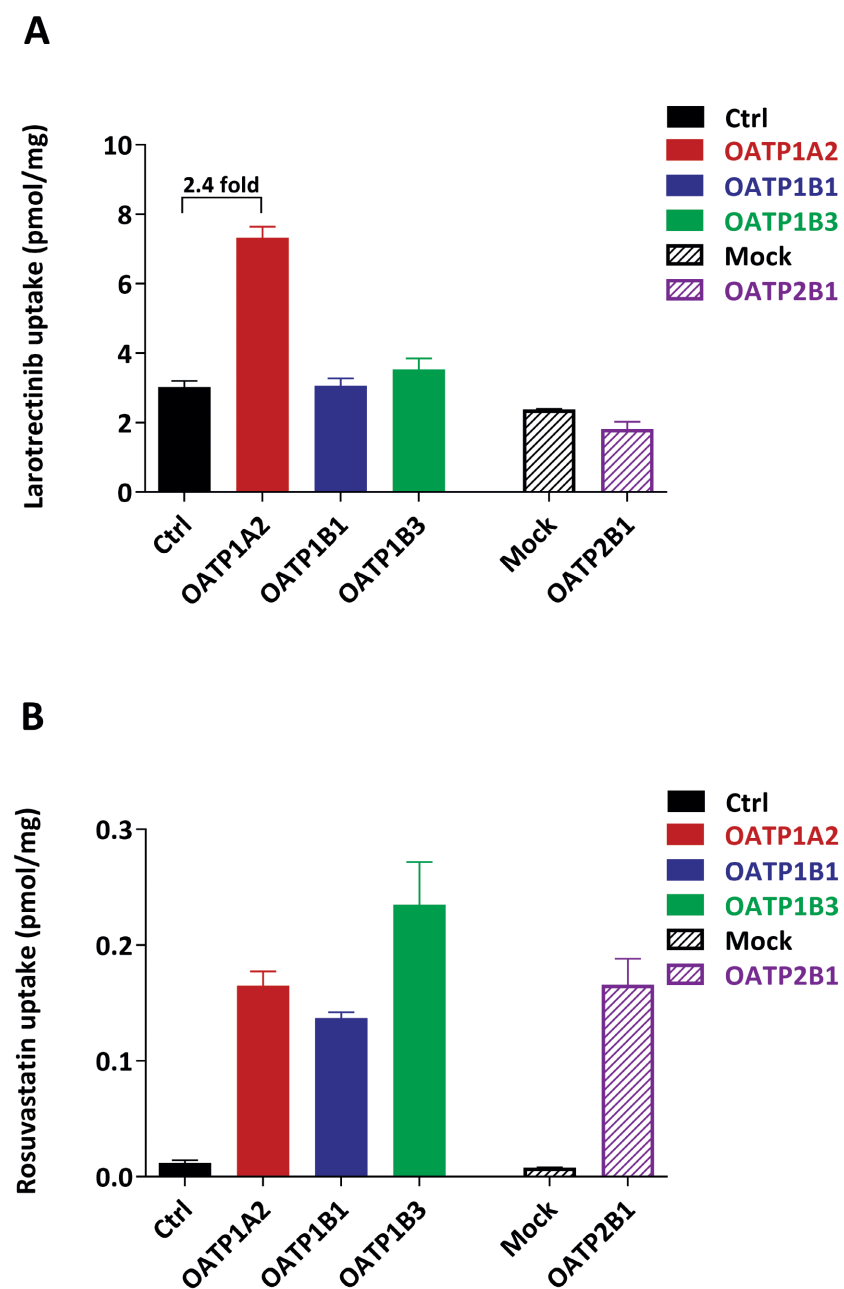 A
Larotrectinib uptake (pmol/mg)
10
8
6
4
2
0
2.4 fold
Ctrl
OATP1A2
OATP1B1
OATP1B3
Mock
OATP2B1
Ctrl
OATP1A2
OATP1B1
OATP1B3
Mock
OATP2B1
B
Rosuvastatin uptake (pmol/mg)
0.3
0.2
0.1
0.0
Ctrl
OATP1A2
OATP1B1
OATP1B3
Mock
OATP2B1
Ctrl
OATP1A2
OATP1B1
OATP1B3
Mock
OATP2B1